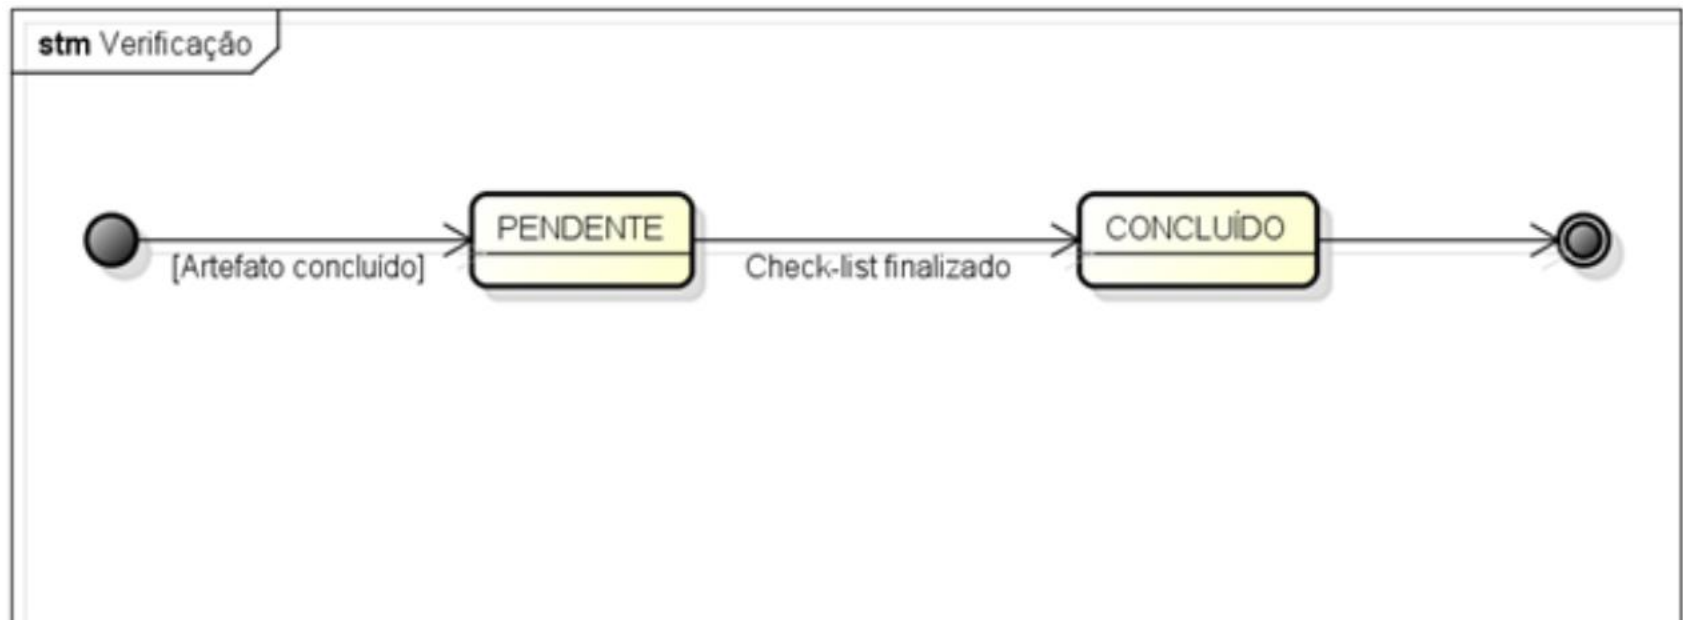 stm Verificação
PENDENTE
CONCLUÍDO
[Artefato concluído]
Check-list finalizado